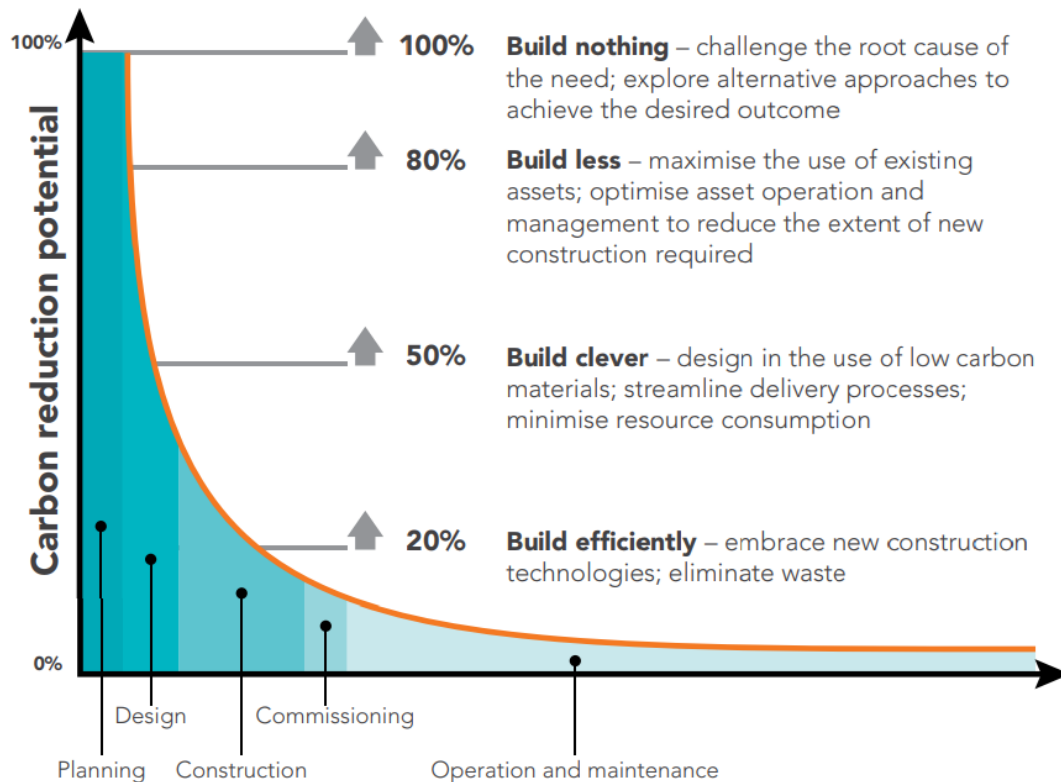 100%
Carbon reduction potential
0%
100%
Build nothing – challenge the root cause of
the need; explore alternative approaches to
achieve the desired outcome
80%
Build less – maximise the use of existing
assets; optimise asset operation and
management to reduce the extent of new
construction required
50%
Build clever – design in the use of low carbon
materials; streamline delivery processes;
minimise resource consumption
20%
Build efficiently – embrace new construction
technologies; eliminate waste
Design
Commissioning
Planning
Construction
Operation and maintenance